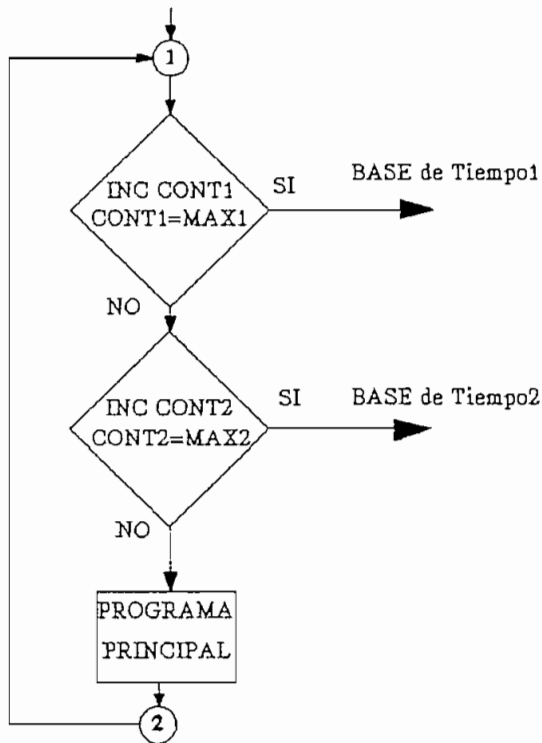 1
INC CONT1
CONT1=MAX1
SI
BASE de Tiempo1
NO
INC CONT2
CONT2=MAX2
SI
BASE de Tiempo2
NO
PROGRAMA
PRINCIPAL
2